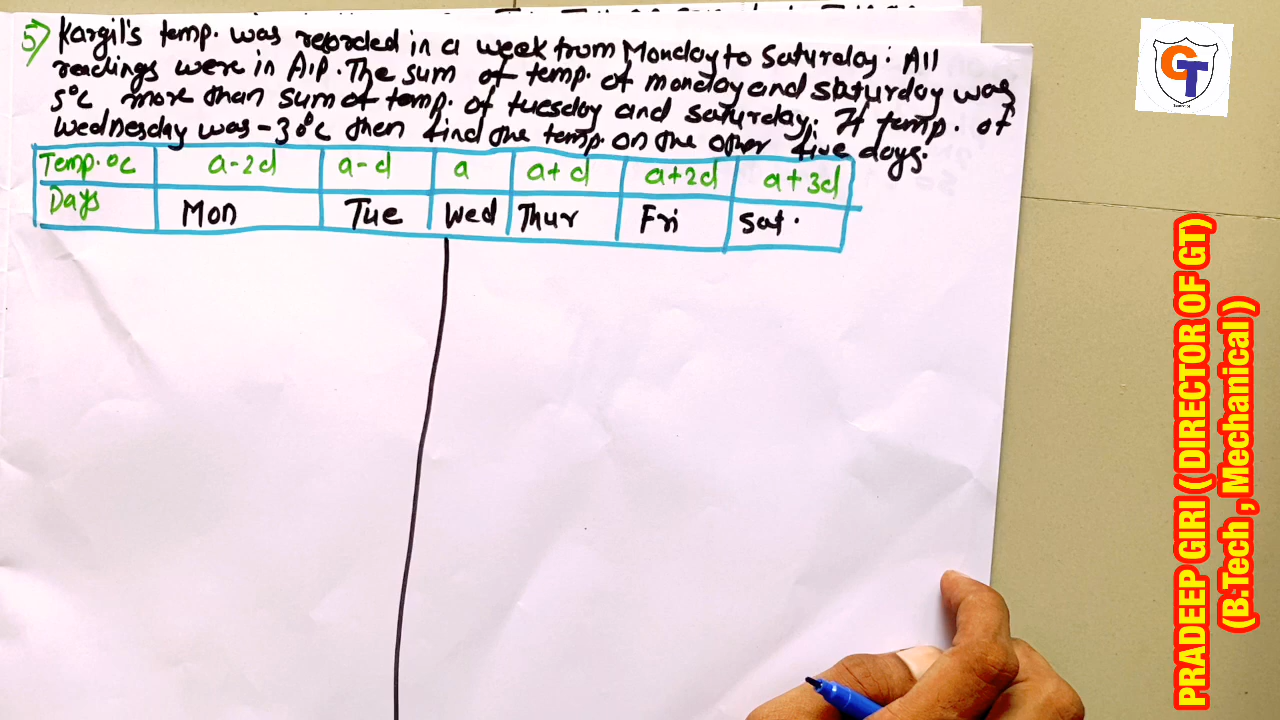 5) Kargil's temp. was recorded in a week from Monday to Saturday. All
readings were in A.P. The sum of temp. of monday and saturday was
5°C more than sum of temp. of tuesday and saturday. If temp. of
Wednesday was -30°C then find the temp. on the other five days.
Temp. °C a-2d a-d a a+d a+2d a+3d
Days Mon Tue Wed Thur Fri Sat.
GT
PRADEEP GIRI ( DIRECTOR OF GT)
(B.Tech , Mechanical )